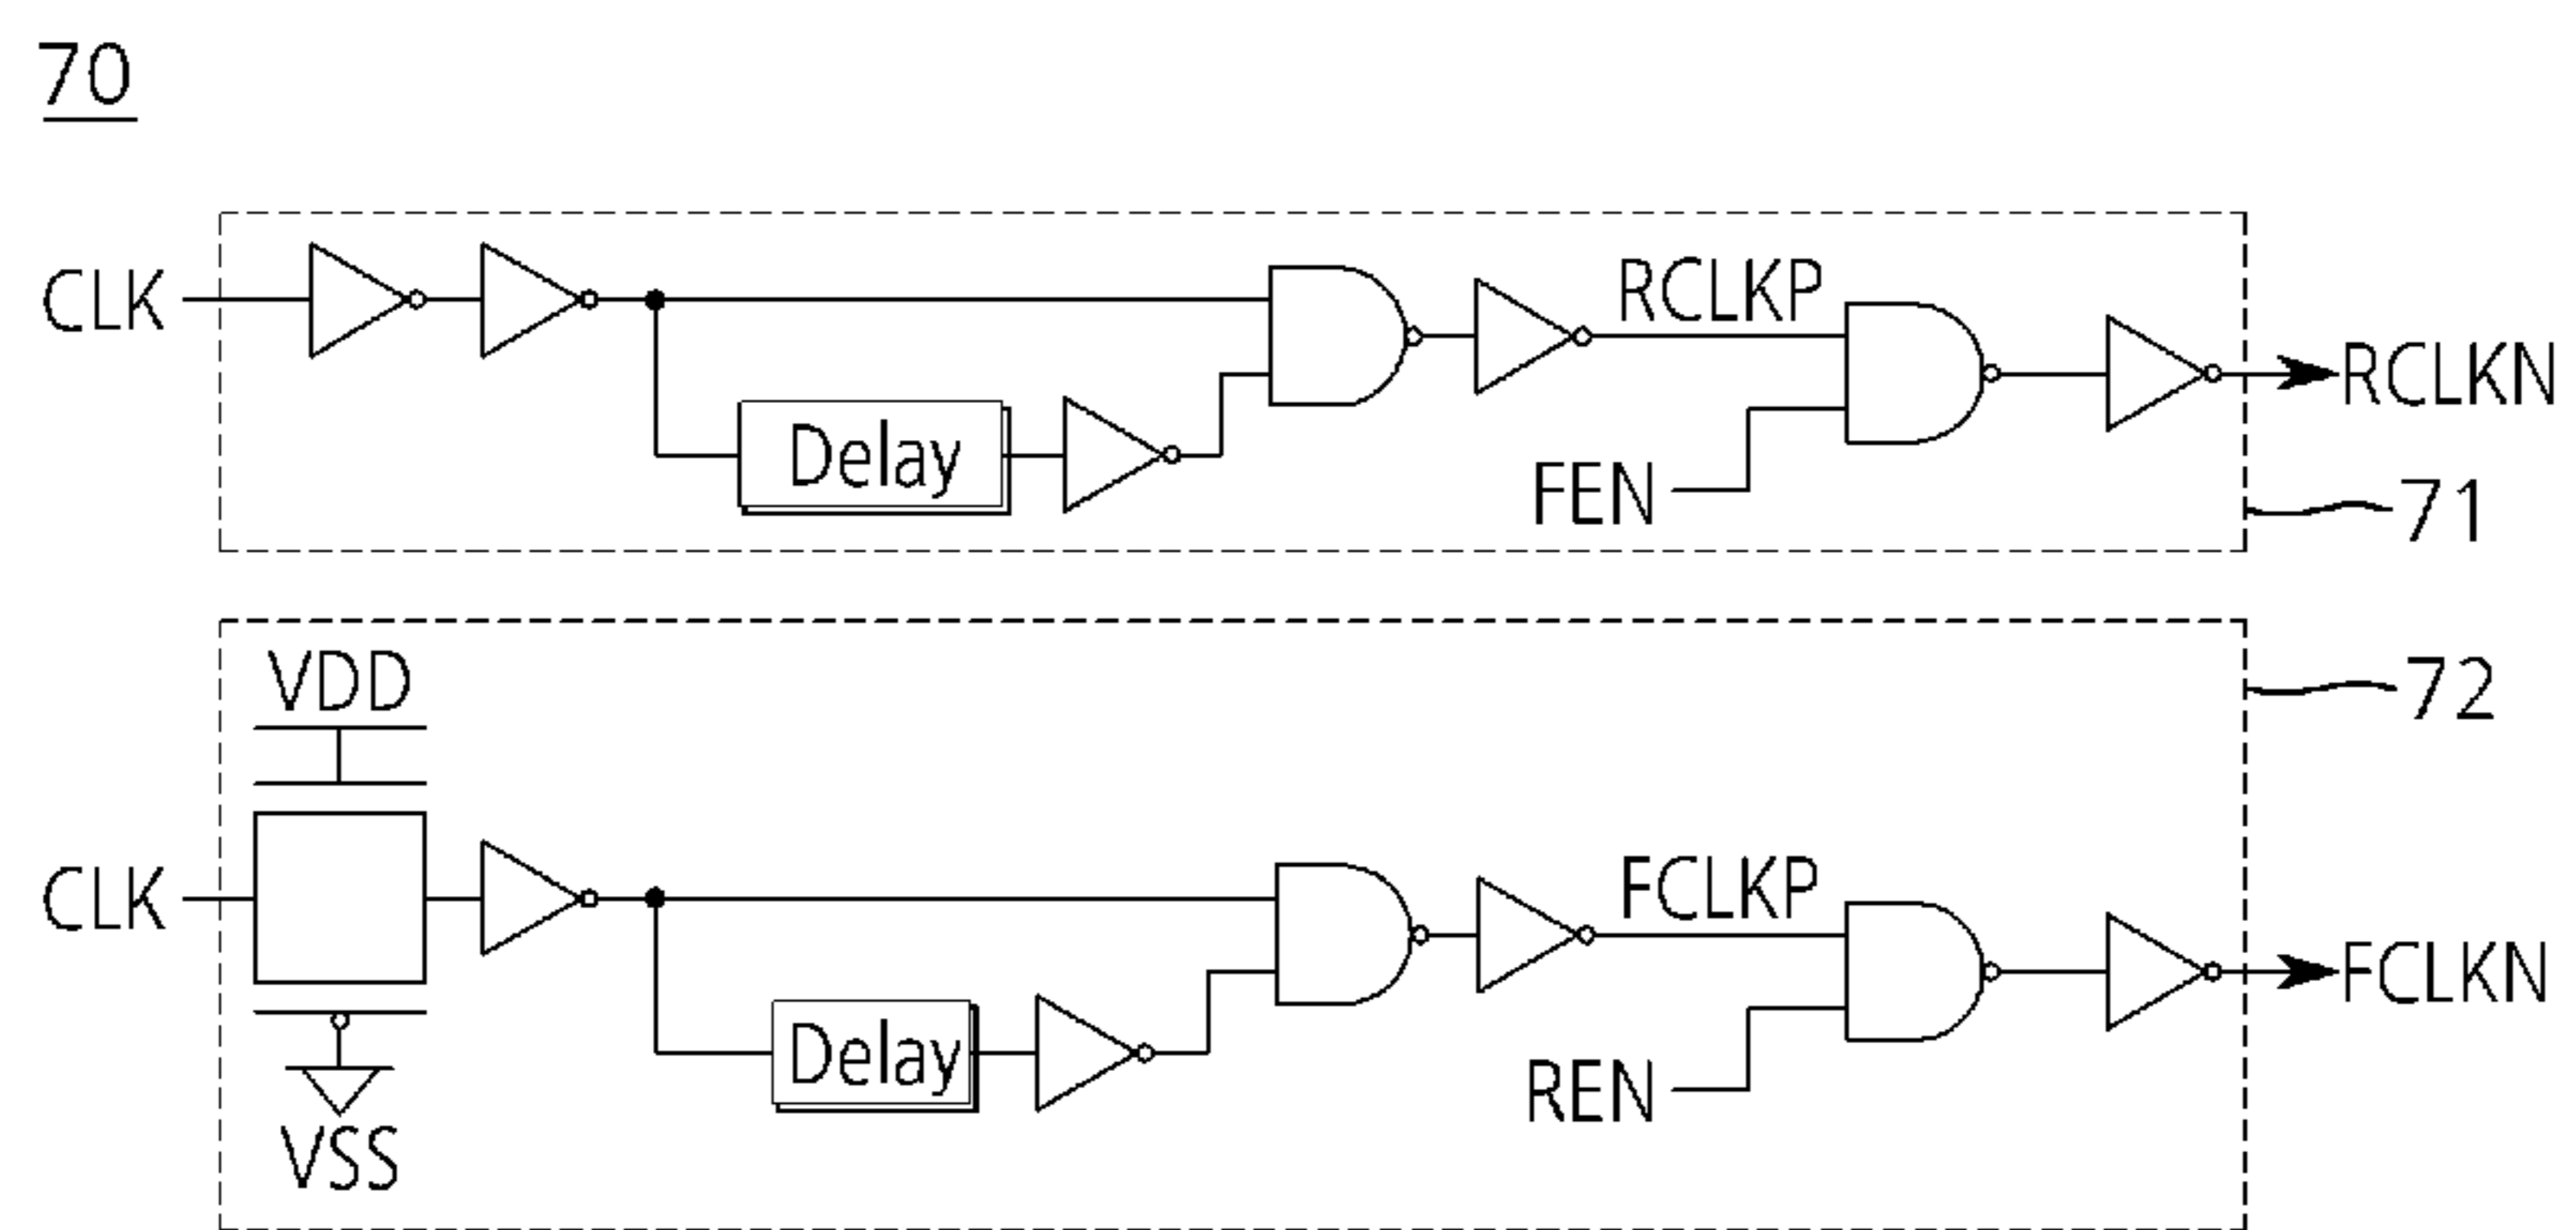 70
CLK
RCLKP
RCLKN
Delay
FEN
71
VDD
72
CLK
FCLKP
FCLKN
Delay
REN
VSS